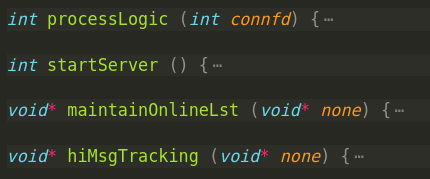 int processLogic (int connfd) {⋯
int startServer () {⋯
void* maintainOnlineLst (void* none) {⋯
void* hiMsgTracking (void* none) {⋯